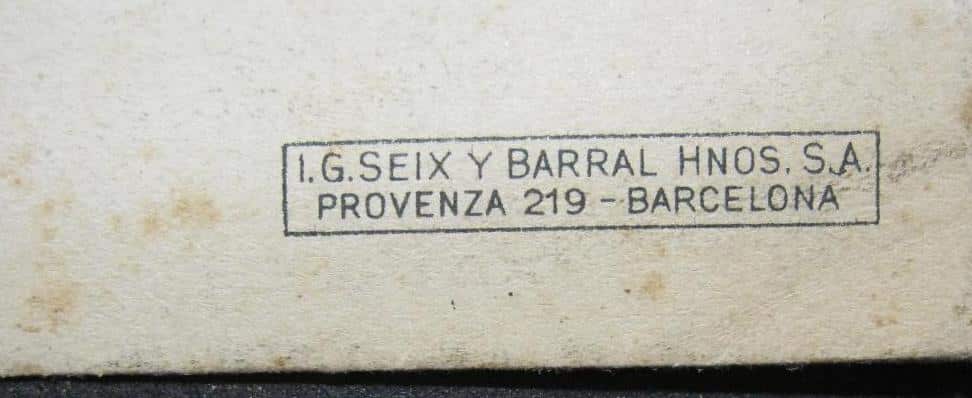 I.G. SEIX Y BARRAL HNOS. S.A.
PROVENZA 219 - BARCELONA